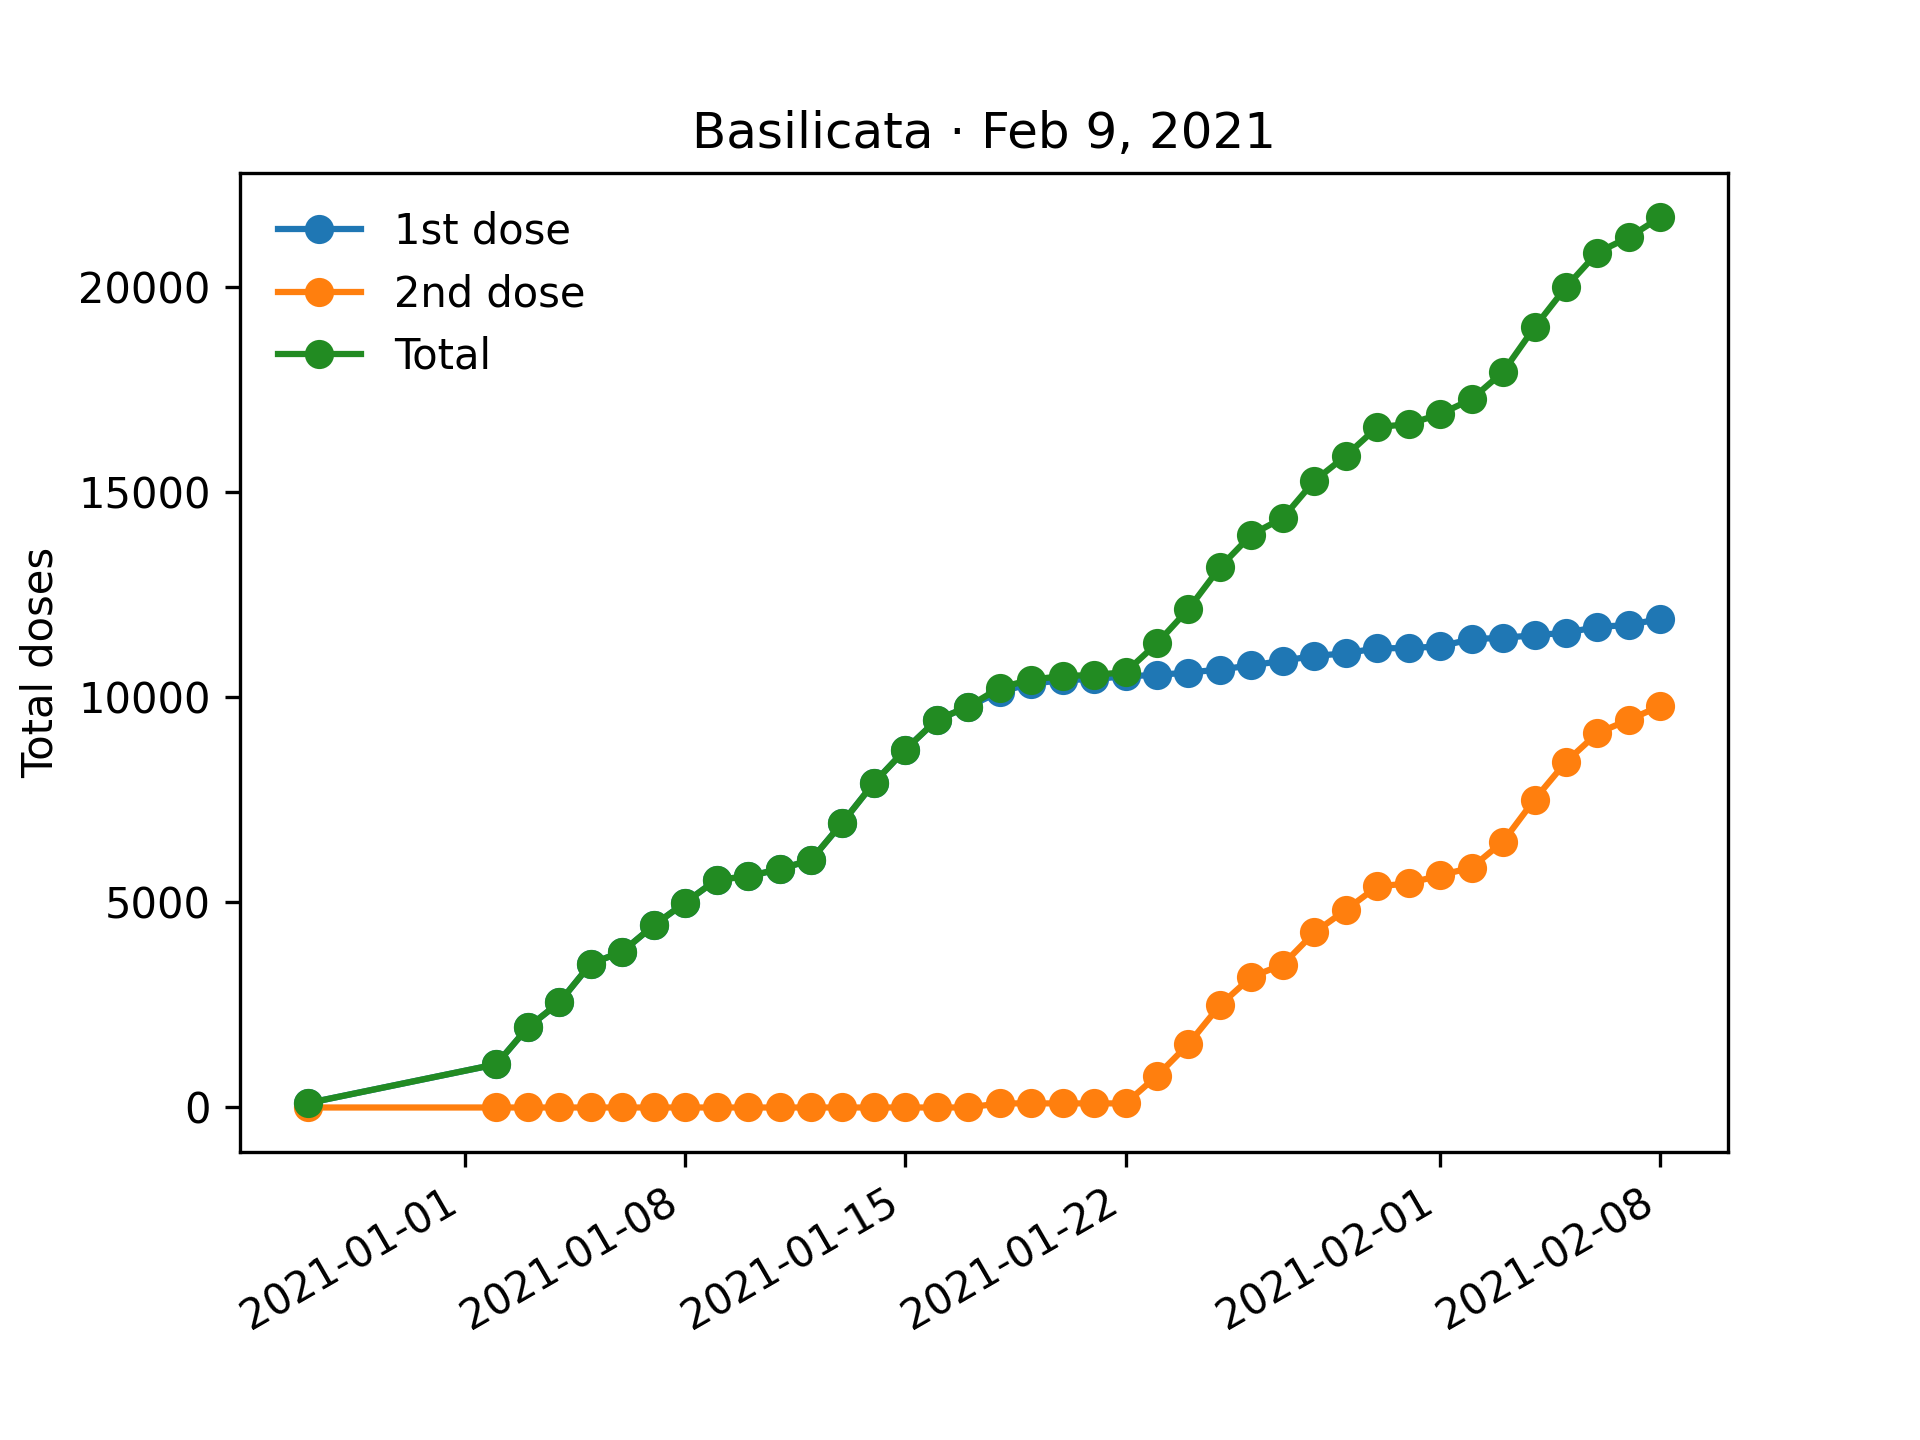 Basilicata · Feb 9, 2021
1st dose
2nd dose
Total
20000
15000
10000
5000
0
Total doses
2021-01-01
2021-01-08
2021-01-15
2021-01-22
2021-02-01
2021-02-08